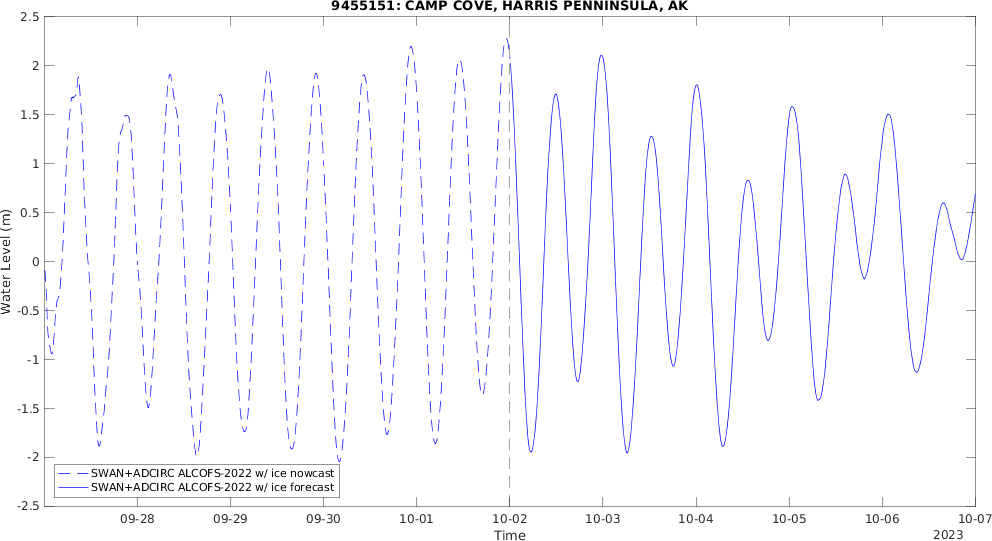 9455151: CAMP COVE, HARRIS PENNINSULA, AK
2.5
2
1.5
1
0.5
0
-0.5
-1
-1.5
-2
-2.5
Water Level (m)
SWAN+ADCIRC ALCOFS-2022 w/ ice nowcast
SWAN+ADCIRC ALCOFS-2022 w/ ice forecast
09-28 09-29 09-30 10-01 10-02 10-03 10-04 10-05 10-06 10-07
Time
2023